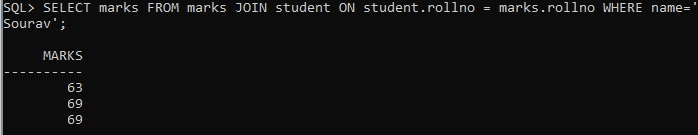 SQL> SELECT marks FROM marks JOIN student ON student.rollno = marks.rollno WHERE name='
Sourav';
MARKS
----------
63
69
69